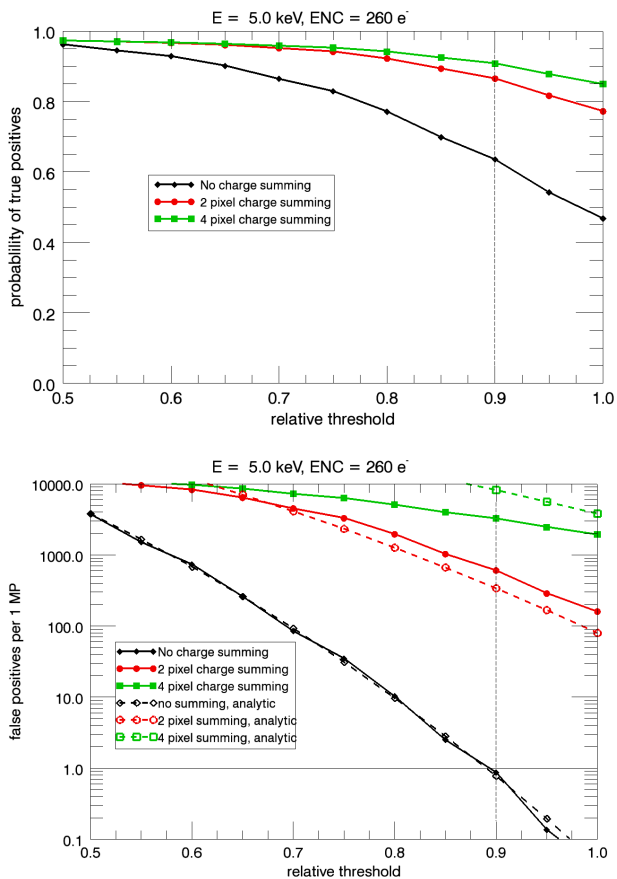 E =  5.0 keV, ENC = 260 e-
1.0
0.8
0.6
0.4
0.2
0.0
probablility of true positives
No charge summing
2 pixel charge summing
4 pixel charge summing
0.5 0.6 0.7 0.8 0.9 1.0
relative threshold
E =  5.0 keV, ENC = 260 e-
10000.0
1000.0
100.0
10.0
1.0
0.1
false positives per 1 MP
No charge summing
2 pixel charge summing
4 pixel charge summing
no summing, analytic
2 pixel summing, analytic
4 pixel summing, analytic
0.5 0.6 0.7 0.8 0.9 1.0
relative threshold